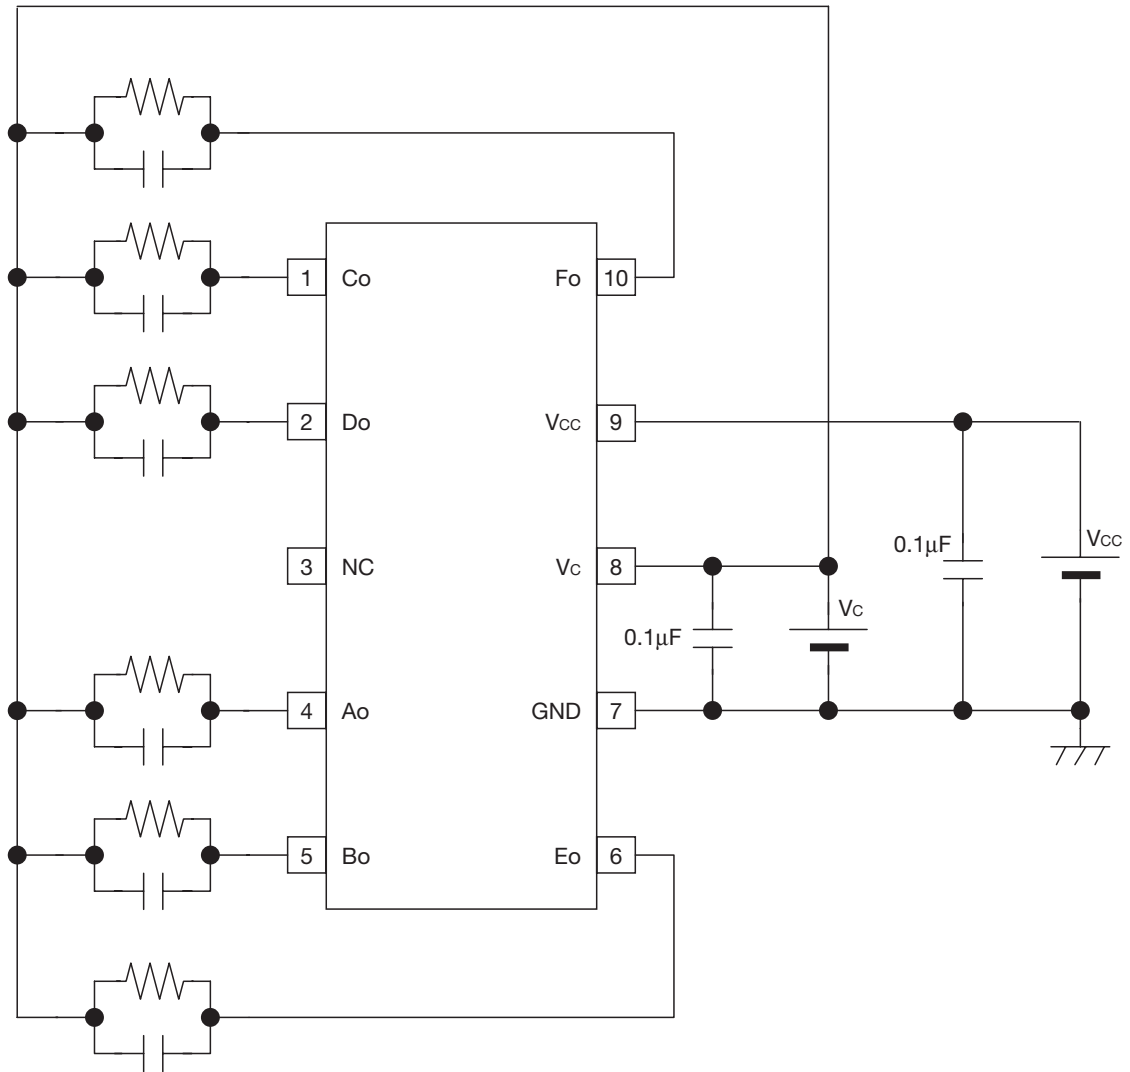 1 Co Fo 10
2 Do VCC 9
VCC
0.1μF
3 NC VC 8
VC
0.1μF
4 Ao GND 7
5 Bo Eo 6